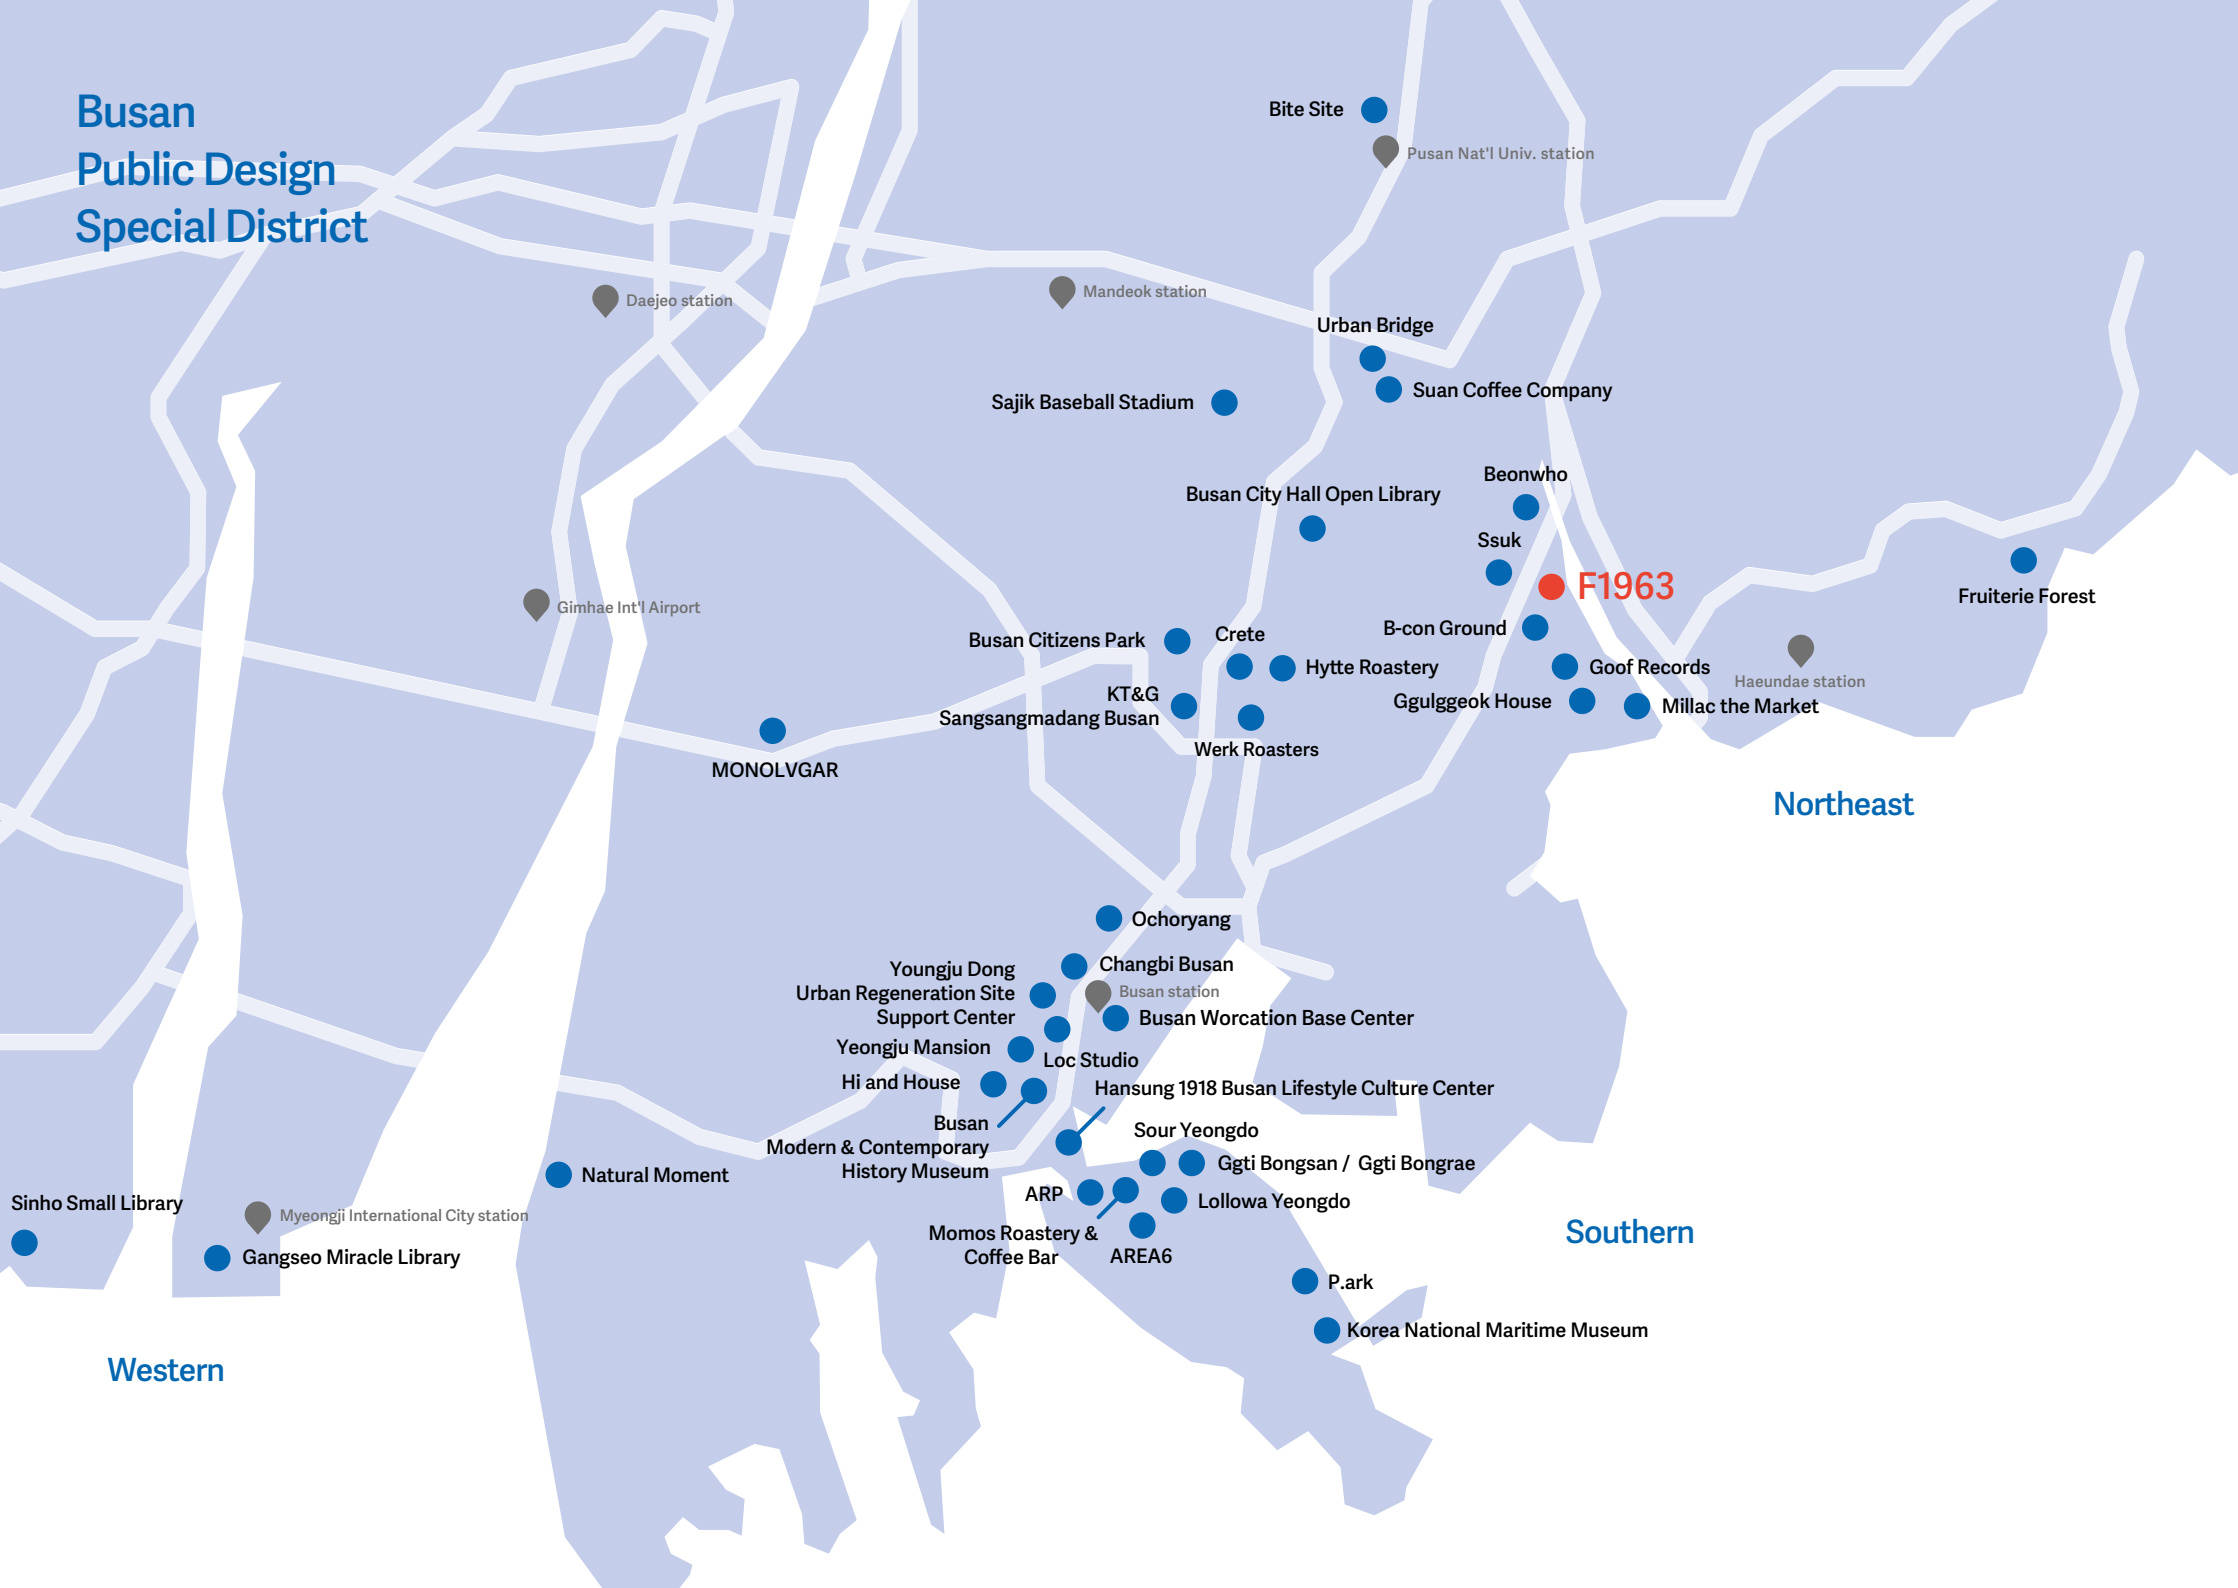 Busan
Public Design
Special District
Bite Site
Pusan Nat'l Univ. station
Daejeo station
Mandeok station
Urban Bridge
Suan Coffee Company
Sajik Baseball Stadium
Beonwho
Busan City Hall Open Library
Ssuk
F1963
Fruiterie Forest
Gimhae Int'l Airport
B-con Ground
Busan Citizens Park
Crete
Hytte Roastery
Goof Records
Haeundae station
KT&G
Sangsangmadang Busan
Ggulggeok House
Millac the Market
Werk Roasters
MONOLVGAR
Northeast
Ochoryang
Changbi Busan
Youngju Dong
Urban Regeneration Site
Support Center
Busan station
Busan Worcation Base Center
Yeongju Mansion
Loc Studio
Hi and House
Hansung 1918 Busan Lifestyle Culture Center
Busan
Modern & Contemporary
History Museum
Sour Yeongdo
Ggti Bongsan / Ggti Bongrae
Natural Moment
ARP
Lollowa Yeongdo
Sinho Small Library
Myeongji International City station
Momos Roastery &
Coffee Bar
AREA6
Southern
Gangseo Miracle Library
P.ark
Korea National Maritime Museum
Western